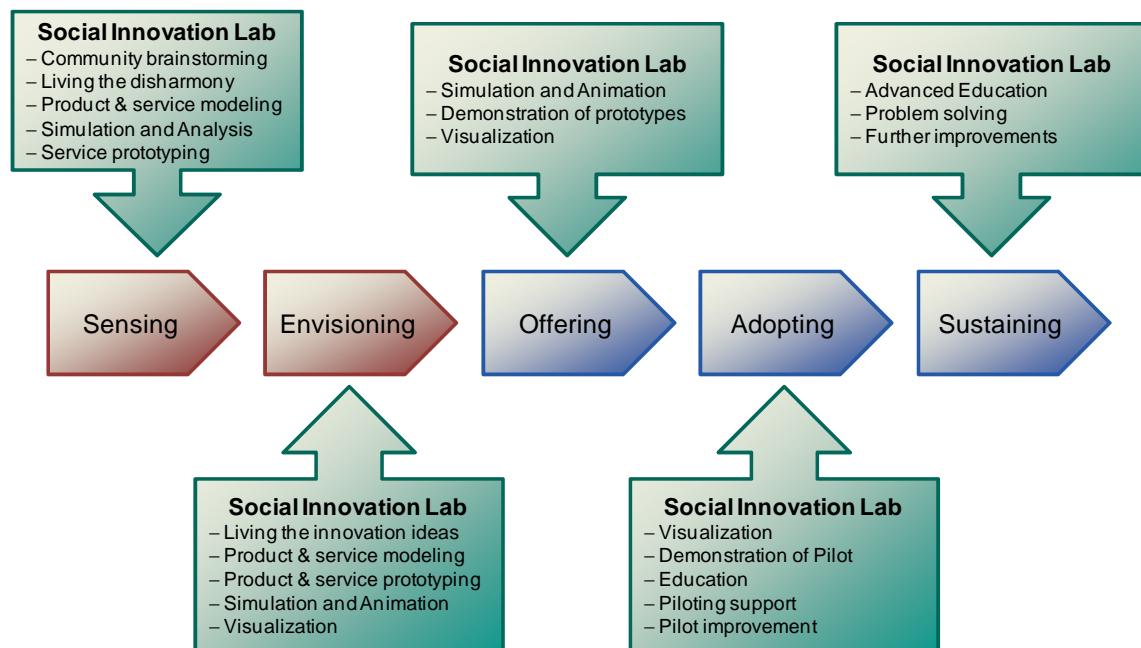 Social Innovation Lab
– Community brainstorming
– Living the disharmony
– Product & service modeling
– Simulation and Analysis
– Service prototyping
Social Innovation Lab
– Simulation and Animation
– Demonstration of prototypes
– Visualization
Social Innovation Lab
– Advanced Education
– Problem solving
– Further improvements
Sensing
Envisioning
Offering
Adopting
Sustaining
Social Innovation Lab
– Living the innovation ideas
– Product & service modeling
– Product & service prototyping
– Simulation and Animation
– Visualization
Social Innovation Lab
– Visualization
– Demonstration of Pilot
– Education
– Piloting support
– Pilot improvement